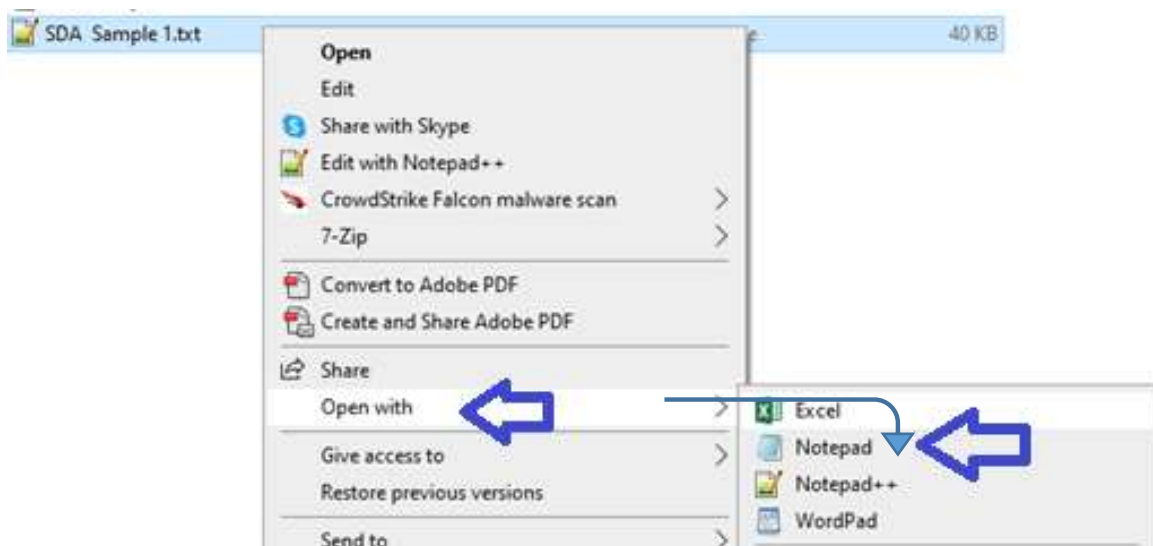 SDA Sample 1.txt
40 KB
Open
Edit
Share with Skype
Edit with Notepad++
CrowdStrike Falcon malware scan
7-Zip
Convert to Adobe PDF
Create and Share Adobe PDF
Share
Open with
Excel
Notepad
Give access to
Notepad++
Restore previous versions
WordPad
Send to